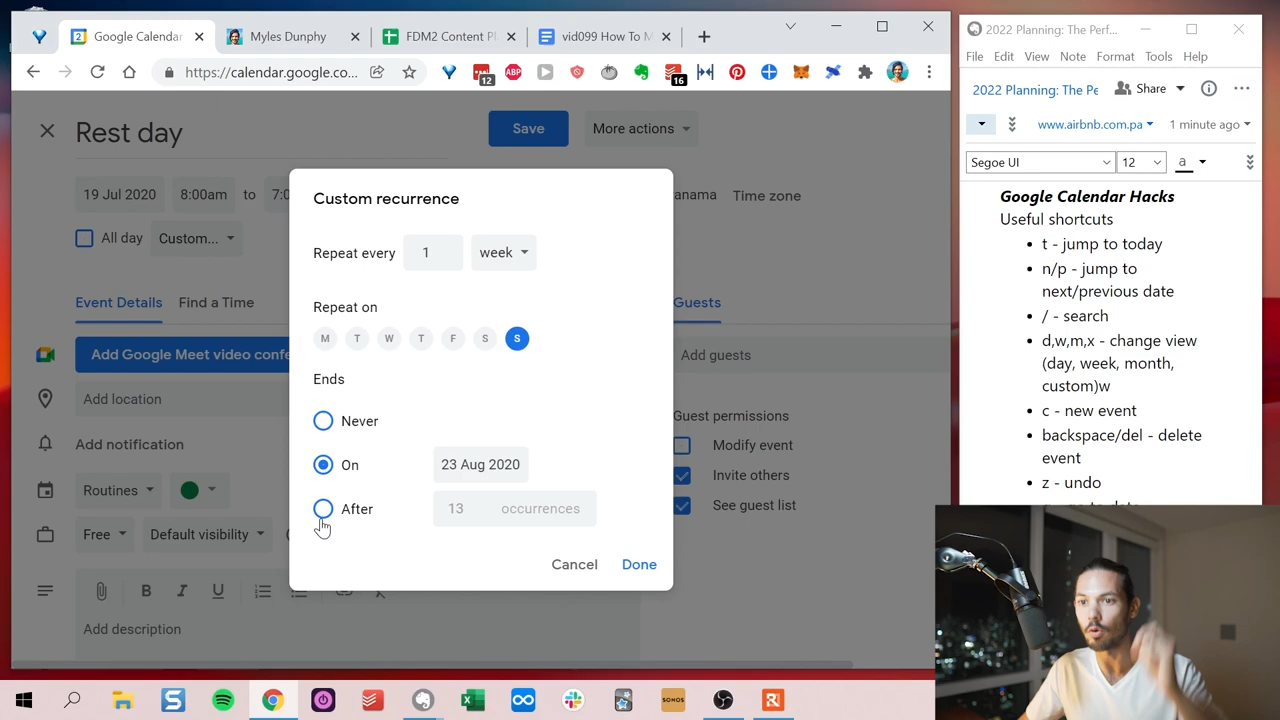 Google Calendar
Myles Dunphy
FDM2 Content Pl
vid099 How To M
https://calendar.google.co...
12
ABP
16
Rest day
Save
More actions
19 Jul 2020
8:00am
to
7:0
anama
Time zone
All day
Custom...
Event Details
Find a Time
Guests
Add Google Meet video confe
Add guests
Add location
Guest permissions
Add notification
Modify event
Routines
Invite others
See guest list
Free
Default visibility
B
I
Add description
Custom recurrence
Repeat every
1
week
Repeat on
M T W T F S S
Ends
Never
On
23 Aug 2020
After
13 occurrences
Cancel
Done
2022 Planning: The Perf...
File Edit View Note Format Tools Help
2022 Planning: The Pe
Share
www.airbnb.com.pa
1 minute ago
Segoe UI
12
a
Google Calendar Hacks
Useful shortcuts
• t - jump to today
• n/p - jump to
next/previous date
• / - search
• d,w,m,x - change view
(day, week, month,
custom)w
• c - new event
• backspace/del - delete
event
• z - undo
SONOS